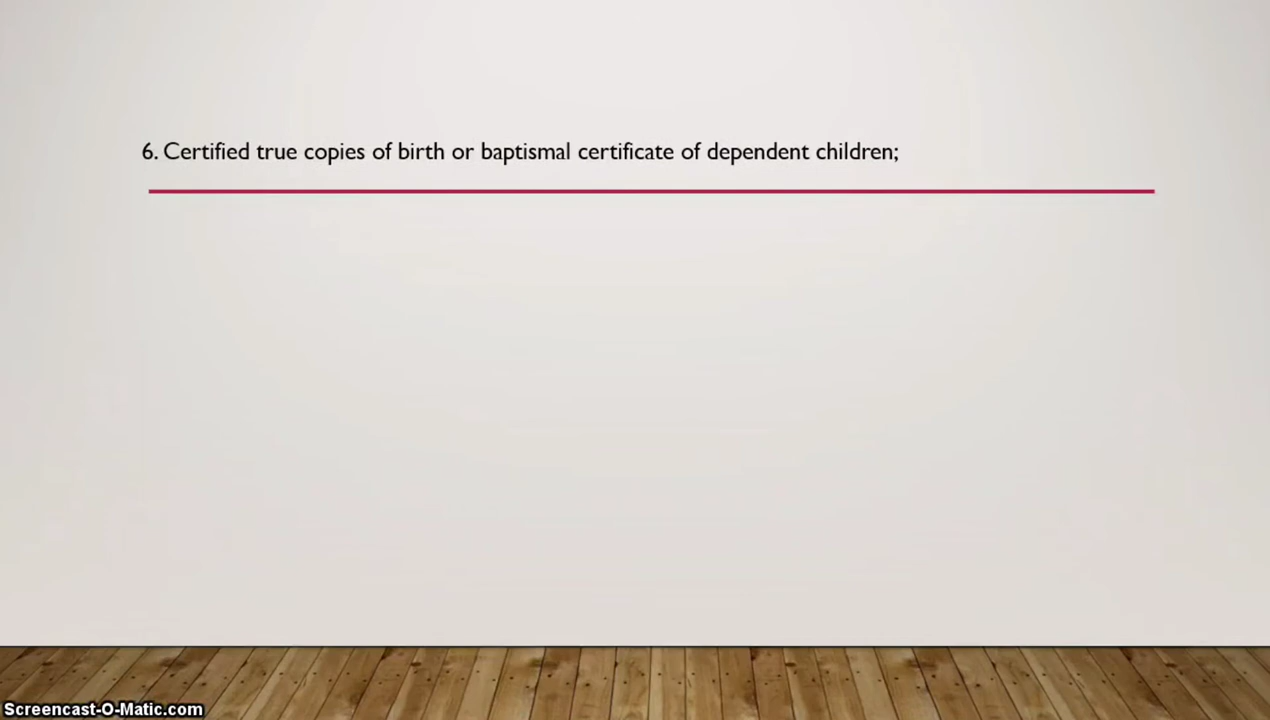 6. Certified true copies of birth or baptismal certificate of dependent children;
Screencast-O-Matic.com